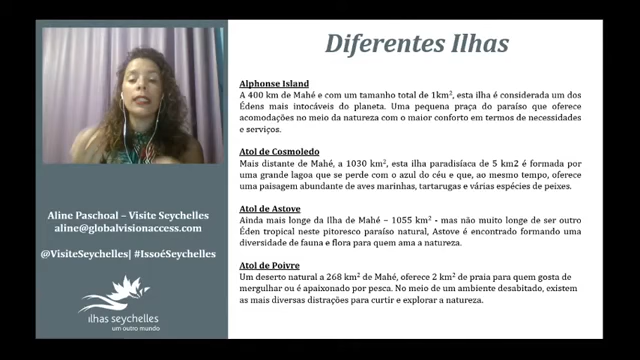 Diferentes Ilhas
Alphonse Island
A 400 km de Mahé e com um tamanho total de 1km², esta ilha é considerada um dos
Édens mais intocáveis do planeta. Uma pequena praça do paraíso que oferece
acomodações no meio da natureza com o maior conforto em termos de necessidades
e serviços.
Atol de Cosmoledo
Mais distante de Mahé, a 1030 km², esta ilha paradisíaca de 5 km2 é formada por
uma grande lagoa que se perde com o azul do céu e que, ao mesmo tempo, oferece
uma paisagem abundante de aves marinhas, tartarugas e várias espécies de peixes.
Atol de Astove
Ainda mais longe da Ilha de Mahé – 1055 km² - mas não muito longe de ser outro
Éden tropical neste pitoresco paraíso natural, Astove é encontrado formando uma
diversidade de fauna e flora para quem ama a natureza.
Atol de Poivre
Um deserto natural a 268 km² de Mahé, oferece 2 km² de praia para quem gosta de
mergulhar ou é apaixonado por pesca. No meio de um ambiente desabitado, existem
as mais diversas distrações para curtir e explorar a natureza.
Aline Paschoal – Visite Seychelles
aline@globalvisionaccess.com
@VisiteSeychelles| #IssoéSeychelles
ilhas seychelles
um outro mundo